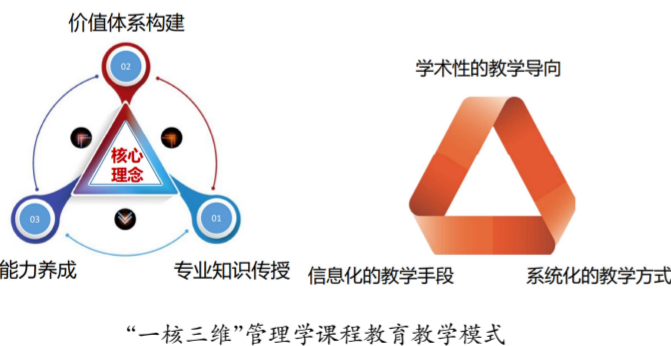 价值体系构建
02
核心
理念
03
01
能力养成
专业知识传授
学术性的教学导向
信息化的教学手段
系统化的教学方式
“一核三维”管理学课程教育教学模式